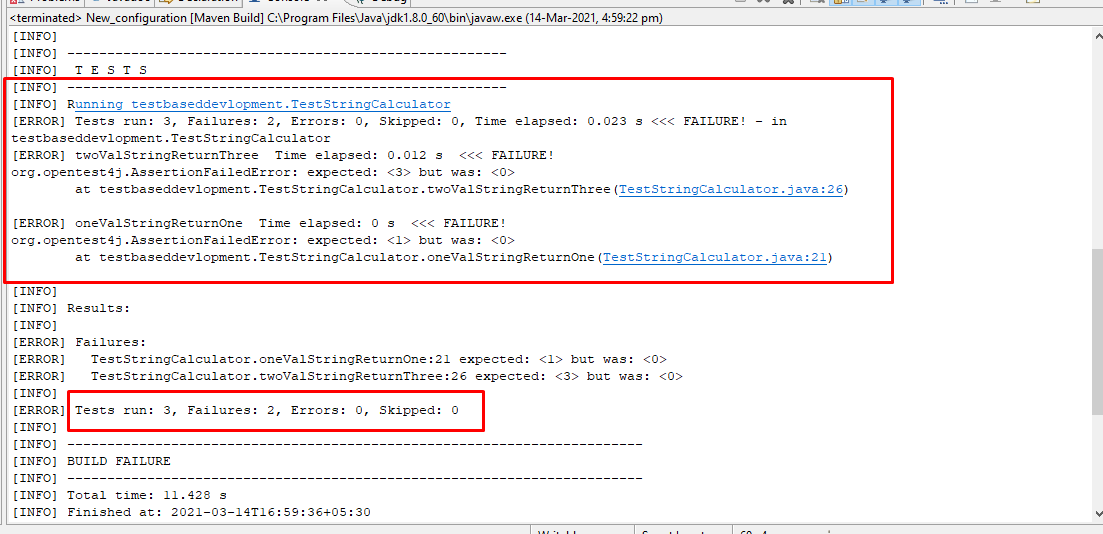 Declaration
Debug
<terminated> New_configuration [Maven Build] C:\Program Files\Java\jdk1.8.0_60\bin\javaw.exe (14-Mar-2021, 4:59:22 pm)
[INFO]
[INFO] -------------------------------------------------------
[INFO]  T E S T S
[INFO] -------------------------------------------------------
[INFO] Running testbaseddevlopment.TestStringCalculator
[ERROR] Tests run: 3, Failures: 2, Errors: 0, Skipped: 0, Time elapsed: 0.023 s <<< FAILURE! - in
testbaseddevlopment.TestStringCalculator
[ERROR] twoValStringReturnThree  Time elapsed: 0.012 s  <<< FAILURE!
org.opentest4j.AssertionFailedError: expected: <3> but was: <0>
        at testbaseddevlopment.TestStringCalculator.twoValStringReturnThree(TestStringCalculator.java:26)
[ERROR] oneValStringReturnOne  Time elapsed: 0 s  <<< FAILURE!
org.opentest4j.AssertionFailedError: expected: <1> but was: <0>
        at testbaseddevlopment.TestStringCalculator.oneValStringReturnOne(TestStringCalculator.java:21)
[INFO]
[INFO] Results:
[INFO]
[ERROR] Failures:
[ERROR]   TestStringCalculator.oneValStringReturnOne:21 expected: <1> but was: <0>
[ERROR]   TestStringCalculator.twoValStringReturnThree:26 expected: <3> but was: <0>
[INFO]
[ERROR] Tests run: 3, Failures: 2, Errors: 0, Skipped: 0
[INFO]
[INFO] ------------------------------------------------------------------------
[INFO] BUILD FAILURE
[INFO] ------------------------------------------------------------------------
[INFO] Total time: 11.428 s
[INFO] Finished at: 2021-03-14T16:59:36+05:30